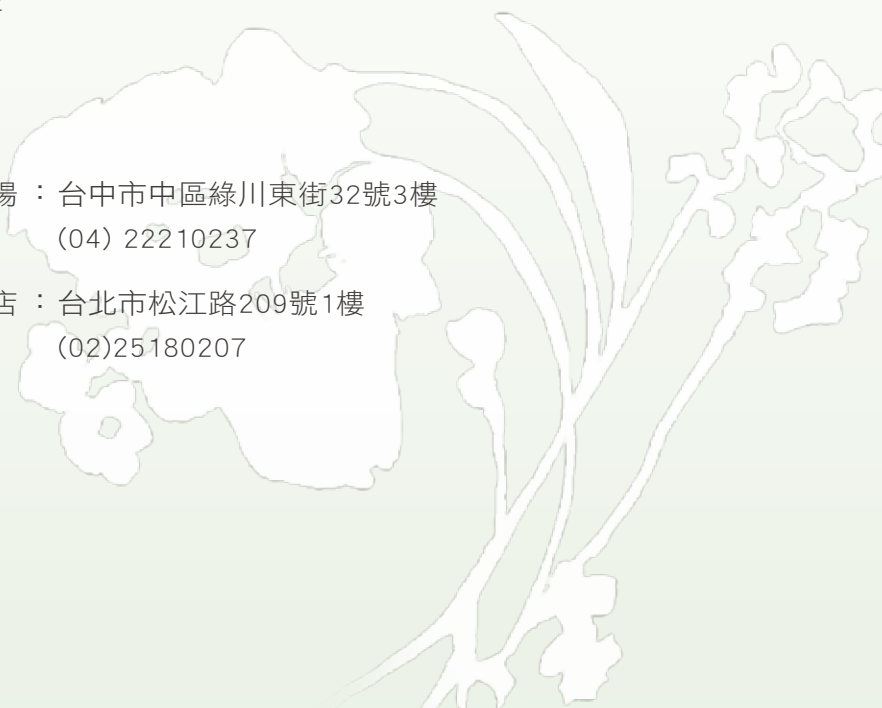 場 : 台中市中區綠川東街32號3樓
(04) 22210237
店 : 台北市松江路209號1樓
(02)25180207